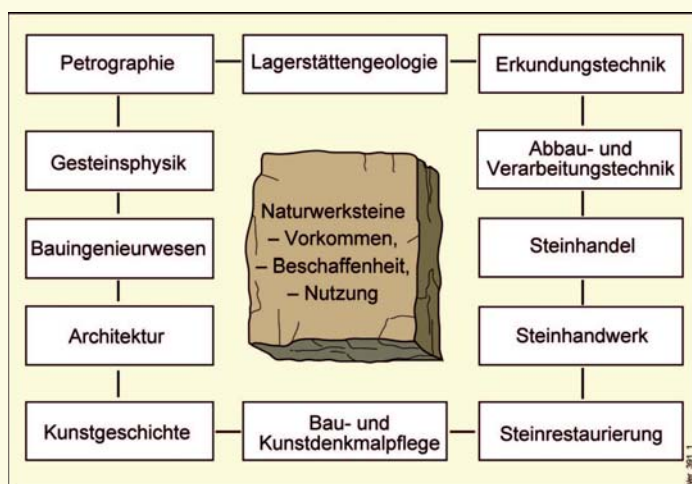 Petrographie
Lagerstättengeologie
Erkundungstechnik
Gesteinsphysik
Abbau- und
Verarbeitungstechnik
Naturwerksteine
– Vorkommen,
– Beschaffenheit,
– Nutzung
Bauingenieurwesen
Steinhandel
Architektur
Steinhandwerk
Kunstgeschichte
Bau- und
Kunstdenkmalpflege
Steinrestaurierung